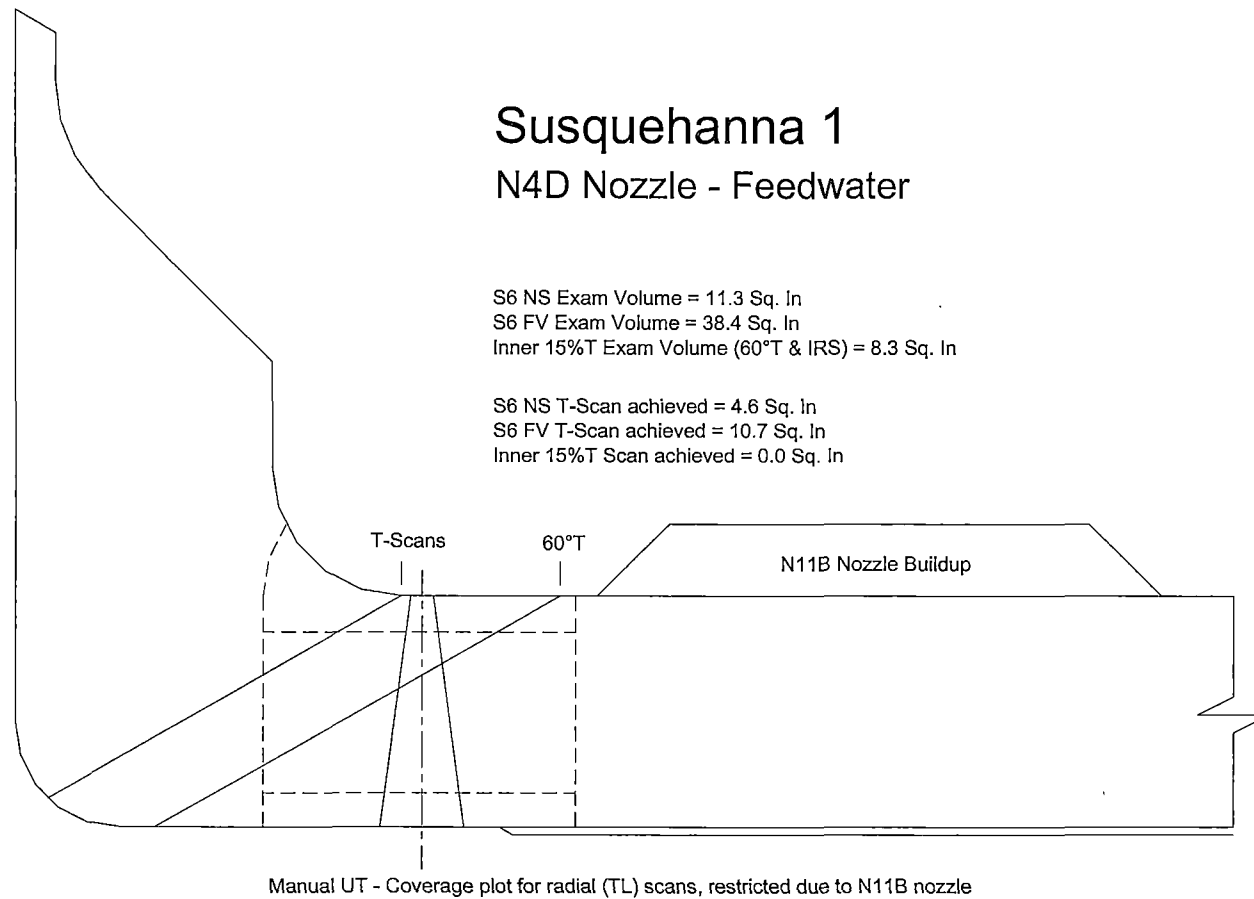 Susquehanna 1
N4D Nozzle - Feedwater
S6 NS Exam Volume = 11.3 Sq. In
S6 FV Exam Volume = 38.4 Sq. In
Inner 15%T Exam Volume (60°T & IRS) = 8.3 Sq. In
S6 NS T-Scan achieved = 4.6 Sq. In
S6 FV T-Scan achieved = 10.7 Sq. In
Inner 15%T Scan achieved = 0.0 Sq. In
T-Scans
60°T
N11B Nozzle Buildup
Manual UT - Coverage plot for radial (TL) scans, restricted due to N11B nozzle